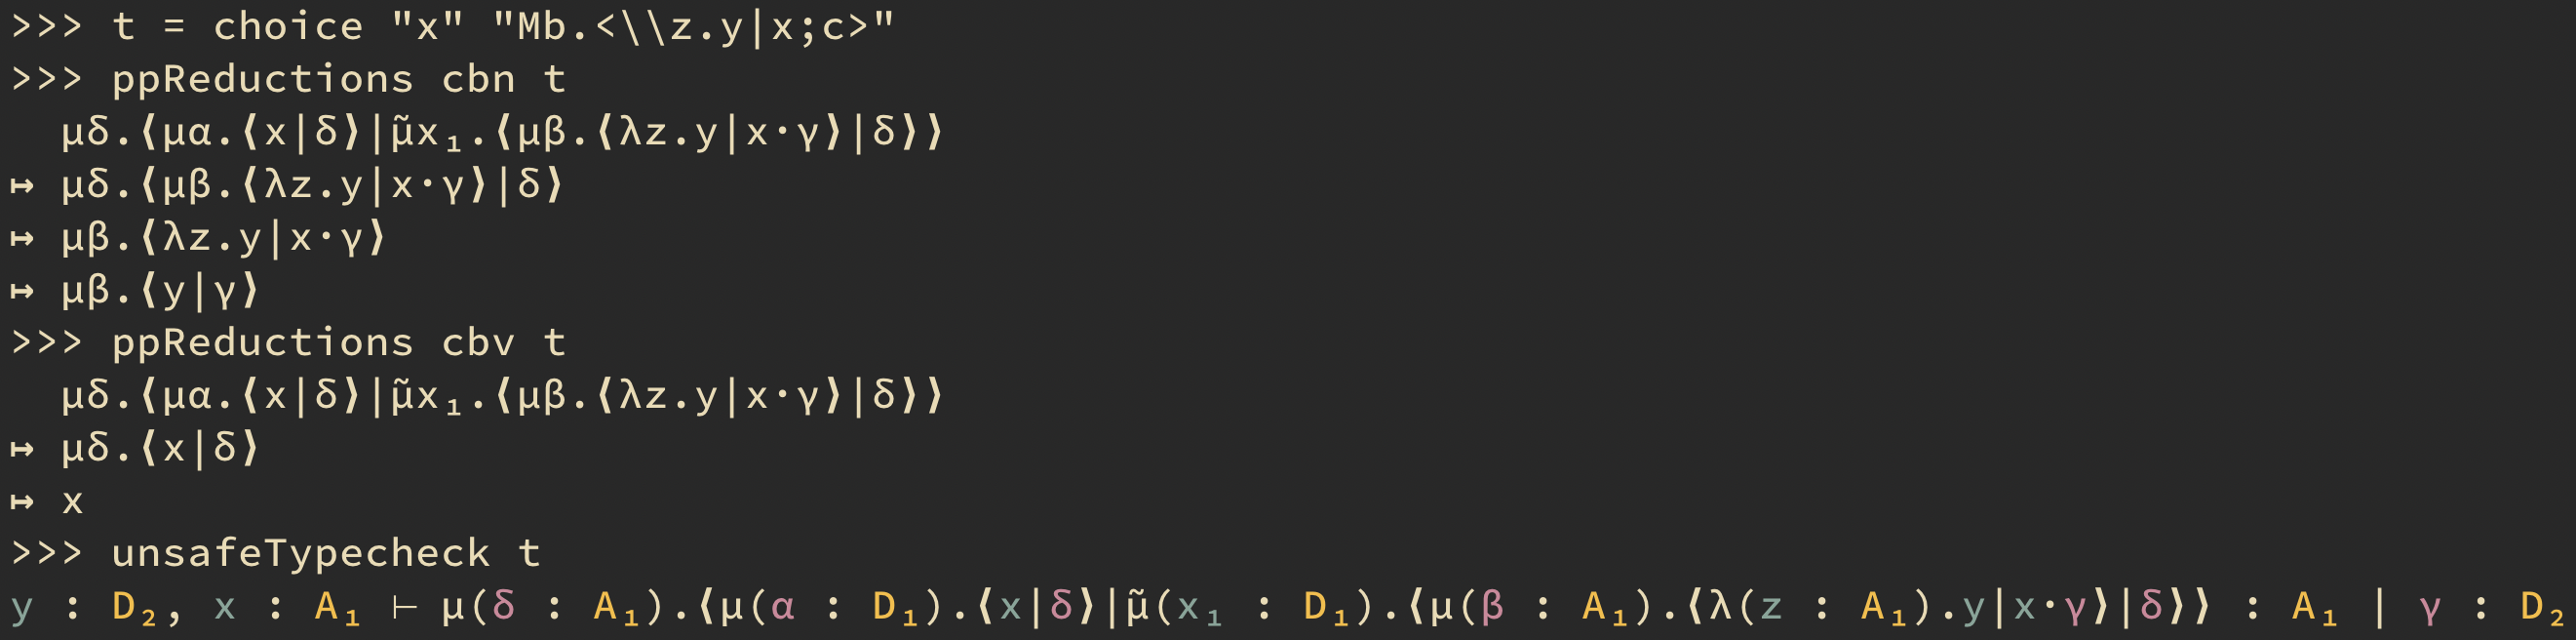 >>> t = choice "x" "Mb.<\\z.y|x;c>"
>>> ppReductions cbn t
  μδ.⟨μα.⟨x|δ⟩|μ̃x₁.⟨μβ.⟨λz.y|x·γ⟩|δ⟩⟩
↦ μδ.⟨μβ.⟨λz.y|x·γ⟩|δ⟩
↦ μβ.⟨λz.y|x·γ⟩
↦ μβ.⟨y|γ⟩
>>> ppReductions cbv t
  μδ.⟨μα.⟨x|δ⟩|μ̃x₁.⟨μβ.⟨λz.y|x·γ⟩|δ⟩⟩
↦ μδ.⟨x|δ⟩
↦ x
>>> unsafeTypecheck t
y : D₂, x : A₁ ⊢ μ(δ : A₁).⟨μ(α : D₁).⟨x|δ⟩|μ̃(x₁ : D₁).⟨μ(β : A₁).⟨λ(z : A₁).y|x·γ⟩|δ⟩⟩ : A₁ | γ : D₂